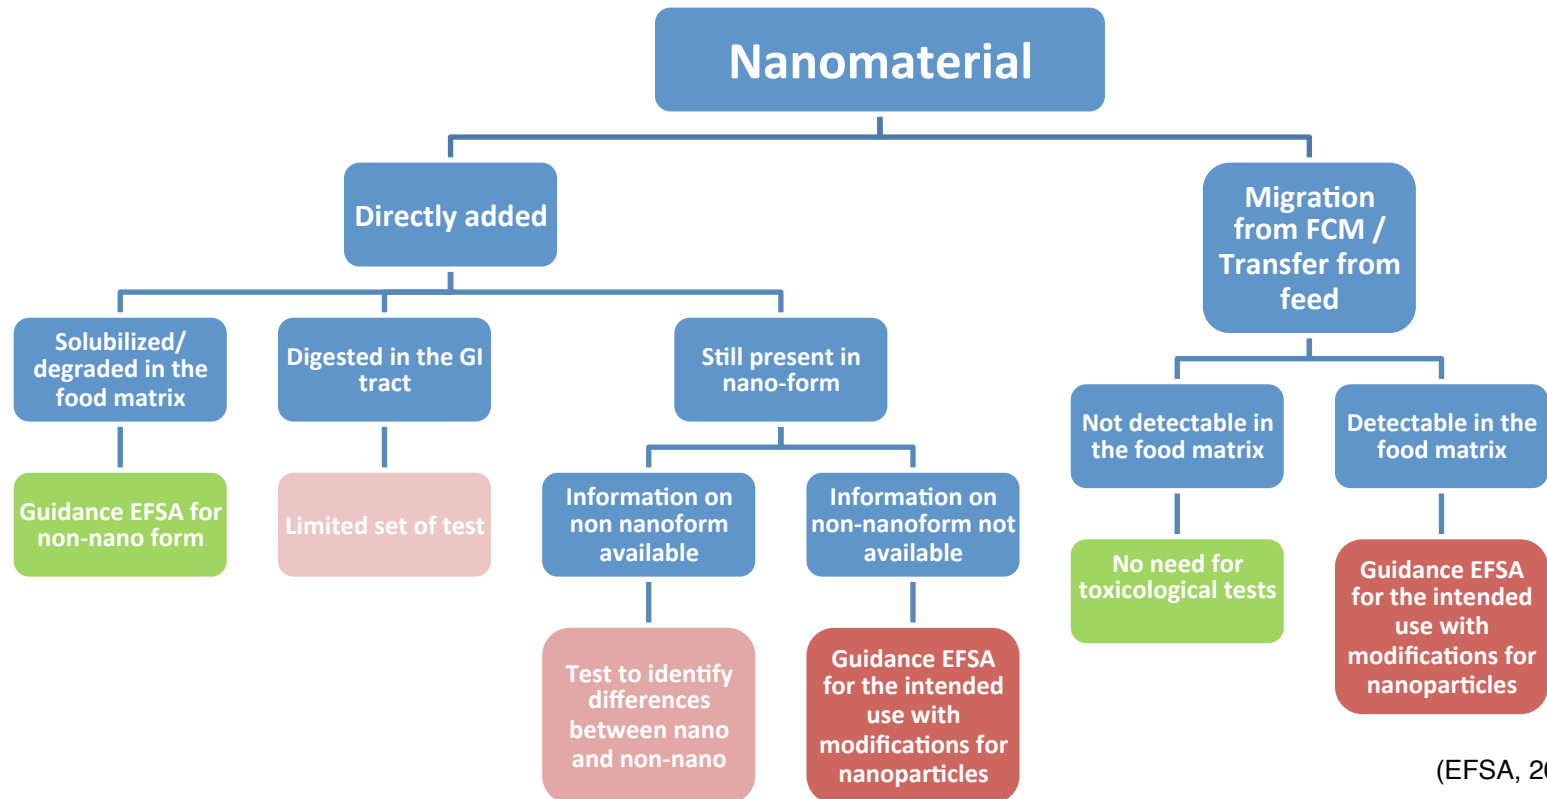 Nanomaterial
Directly added
Migration
from FCM /
Transfer from
feed
Solubilized/
degraded in the
food matrix
Digested in the GI
tract
Still present in
nano-form
Not detectable in
the food matrix
Detectable in the
food matrix
Guidance EFSA for
non-nano form
Limited set of test
Information on
non nanoform
available
Information on
non-nanoform not
available
No need for
toxicological tests
Guidance EFSA
for the intended
use with
modifications for
nanoparticles
Test to identify
differences
between nano
and non-nano
Guidance EFSA
for the intended
use with
modifications for
nanoparticles
(EFSA,